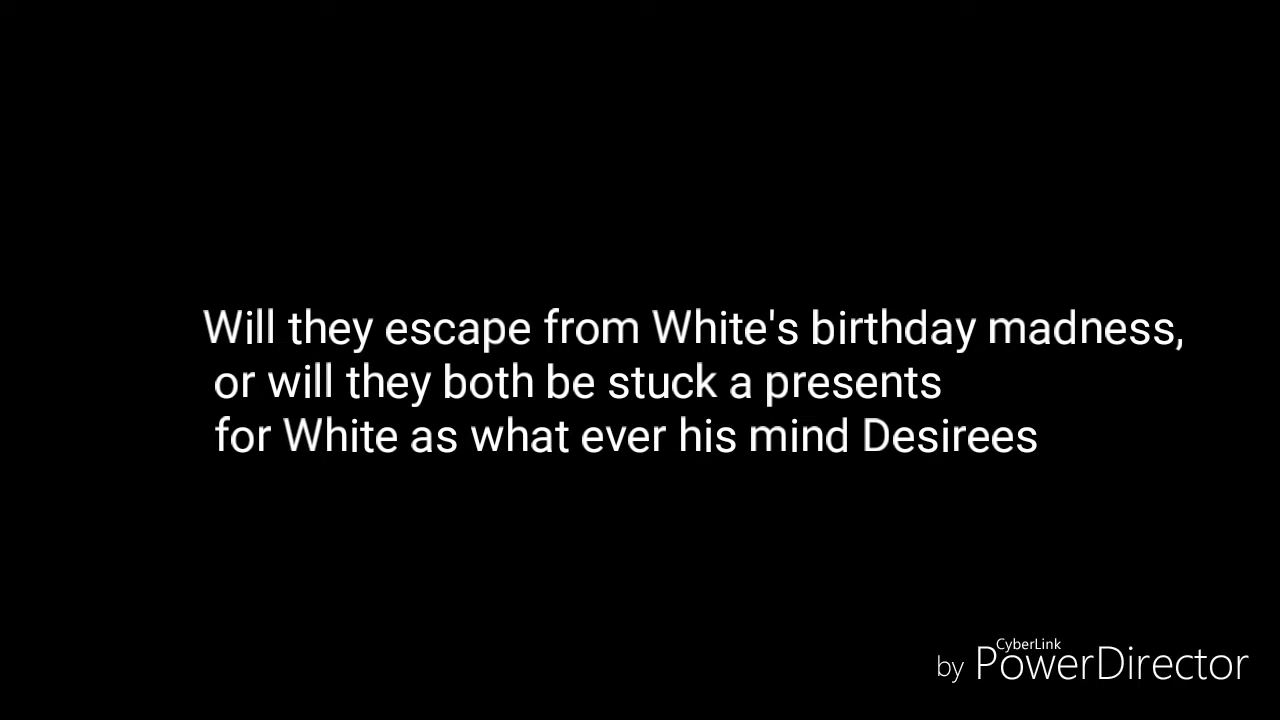 Will they escape from White's birthday madness,
or will they both be stuck a presents
for White as what ever his mind Desirees
CyberLink
by PowerDirector